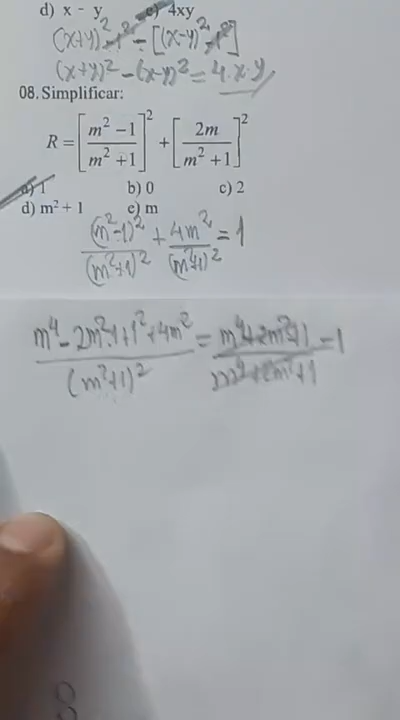 d) x - y e) 4xy
(x+y)² - 1² - [(x-y)² - 1²]
(x+y)² - (x-y)² = 4.x.y
08. Simplificar:
R = [m² - 1 / m² + 1]² + [2m / m² + 1]²
a) 1 b) 0 c) 2
d) m² + 1 e) m
(m²-1)² / (m²+1)² + 4m² / (m²+1)² = 1
m⁴ - 2m².1 + 1² + 4m² / (m²+1)² = m⁴+2m²+1 / m⁴+2m²+1 = 1
8